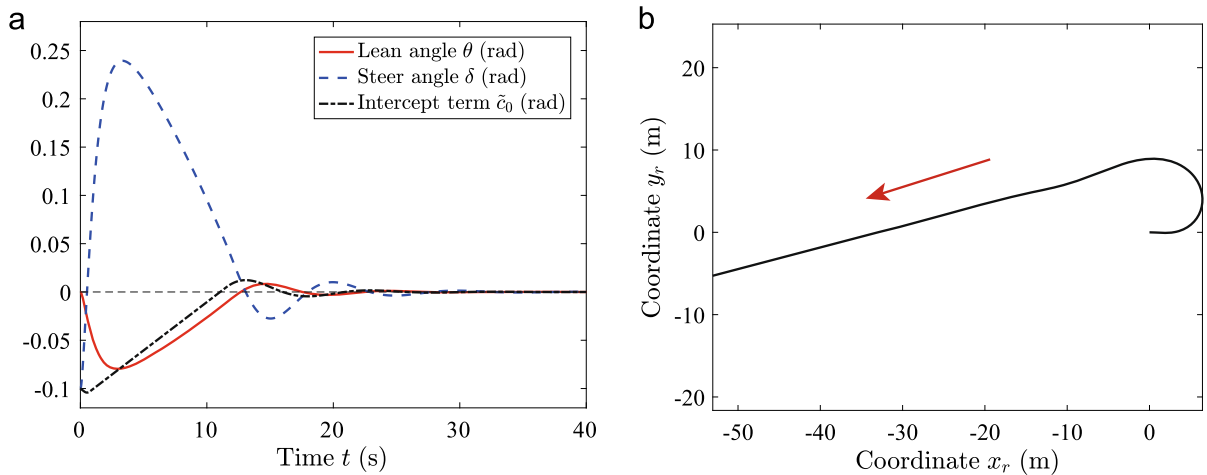 a
0.25
0.2
0.15
0.1
0.05
0
-0.05
-0.1
0 10 20 30 40
Time t (s)
Lean angle θ (rad)
Steer angle δ (rad)
Intercept term c̃₀ (rad)
b
20
10
0
-10
-20
Coordinate yᵣ (m)
-50 -40 -30 -20 -10 0
Coordinate xᵣ (m)